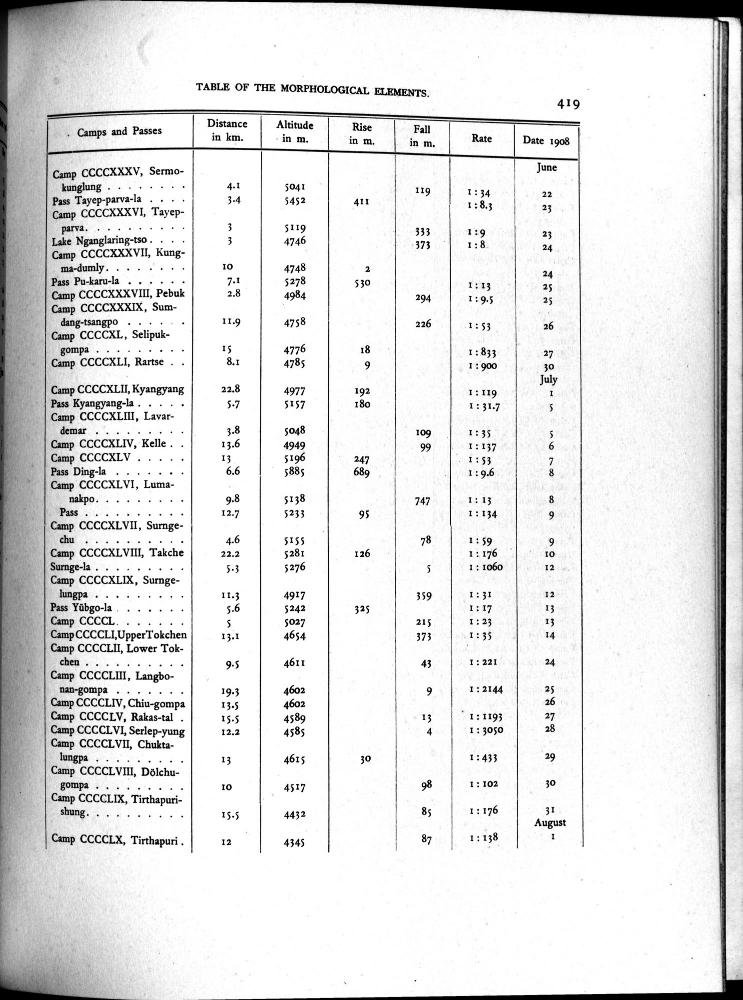 TABLE OF THE MORPHOLOGICAL ELEMENTS.
419
Camps and Passes Distance in km. Altitude in m. Rise in m. Fall in m. Rate Date 1908
June
Camp CCCCXXXV, Sermo-
kunglung . . . . . . . . 4.1 5041 119 1:34 22
Pass Tayep-parva-la . . . . 3.4 5452 411 1:8.3 23
Camp CCCCXXXVI, Tayep-
parva. . . . . . . . . 3 5119 333 1:9 23
Lake Nganglaring-tso. . . . 3 4746 373 1:8 24
Camp CCCCXXXVII, Kung-
ma-dumly. . . . . . . . 10 4748 2 24
Pass Pu-karu-la . . . . . . 7.1 5278 530 1:13 25
Camp CCCCXXXVIII, Pebuk 2.8 4984 294 1:9.5 25
Camp CCCCXXXIX, Sum-
dang-tsangpo . . . . . . 11.9 4758 226 1:53 26
Camp CCCCXL, Selipuk-
gompa . . . . . . . . . 15 4776 18 1:833 27
Camp CCCCXLI, Rartse . . 8.1 4785 9 1:900 30
July
Camp CCCCXLII, Kyangyang 22.8 4977 192 1:119 1
Pass Kyangyang-la . . . . . 5.7 5157 180 1:31.7 5
Camp CCCCXLIII, Lavar-
demar . . . . . . . . . 3.8 5048 109 1:35 5
Camp CCCCXLIV, Kelle . . 13.6 4949 99 1:137 6
Camp CCCCXLV . . . . . 13 5196 247 1:53 7
Pass Ding-la . . . . . . . 6.6 5885 689 1:9.6 8
Camp CCCCXLVI, Luma-
nakpo. . . . . . . . . 9.8 5138 747 1:13 8
Pass . . . . . . . . . . 12.7 5233 95 1:134 9
Camp CCCCXLVII, Surnge-
chu . . . . . . . . . . 4.6 5155 78 1:59 9
Camp CCCCXLVIII, Takche 22.2 5281 126 1:176 10
Surnge-la . . . . . . . . . 5.3 5276 5 1:1060 12
Camp CCCCXLIX, Surnge-
lungpa . . . . . . . . . 11.3 4917 359 1:31 12
Pass Yübgo-la . . . . . . . 5.6 5242 325 1:17 13
Camp CCCCL. . . . . . . 5 5027 215 1:23 13
Camp CCCCLI, Upper Tokchen 13.1 4654 373 1:35 14
Camp CCCCLII, Lower Tok-
chen . . . . . . . . . . 9.5 4611 43 1:221 24
Camp CCCCLIII, Langbo-
nan-gompa . . . . . . . 19.3 4602 9 1:2144 25
Camp CCCCLIV, Chiu-gompa 13.5 4602 26
Camp CCCCLV, Rakas-tal . 15.5 4589 13 1:1193 27
Camp CCCCLVI, Serlep-yung 12.2 4585 4 1:3050 28
Camp CCCCLVII, Chukta-
lungpa . . . . . . . . . 13 4615 30 1:433 29
Camp CCCCLVIII, Dölchu-
gompa . . . . . . . . . 10 4517 98 1:102 30
Camp CCCCLIX, Tirthapuri-
shung. . . . . . . . . . 15.5 4432 85 1:176 31
August
Camp CCCCLX, Tirthapuri . 12 4345 87 1:138 1